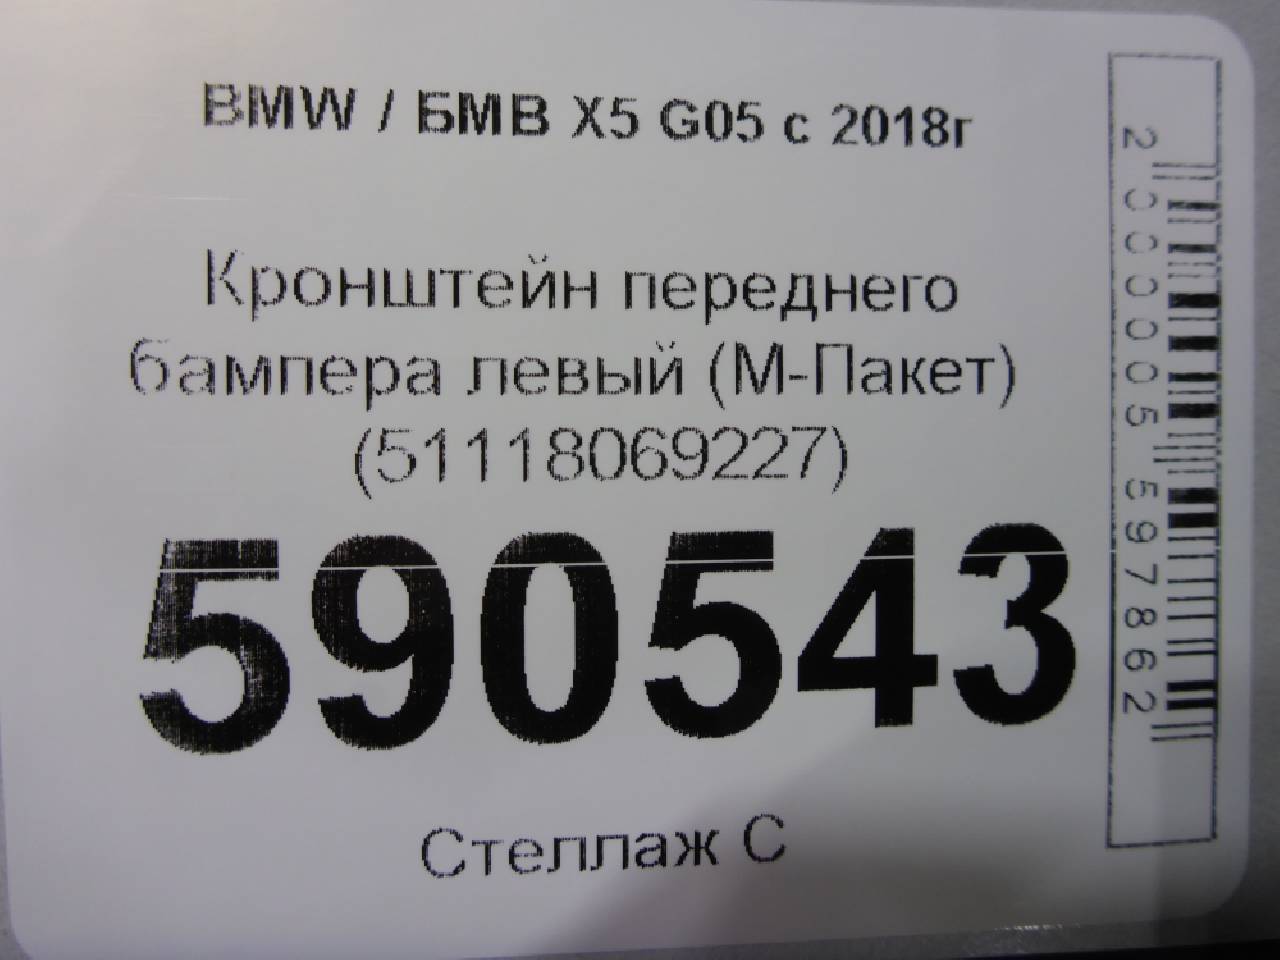 BMW / БМВ X5 G05 с 2018г
Кронштейн переднего
бампера левый (М-Пакет)
(51118069227)
590543
Стеллаж С
2000005597862